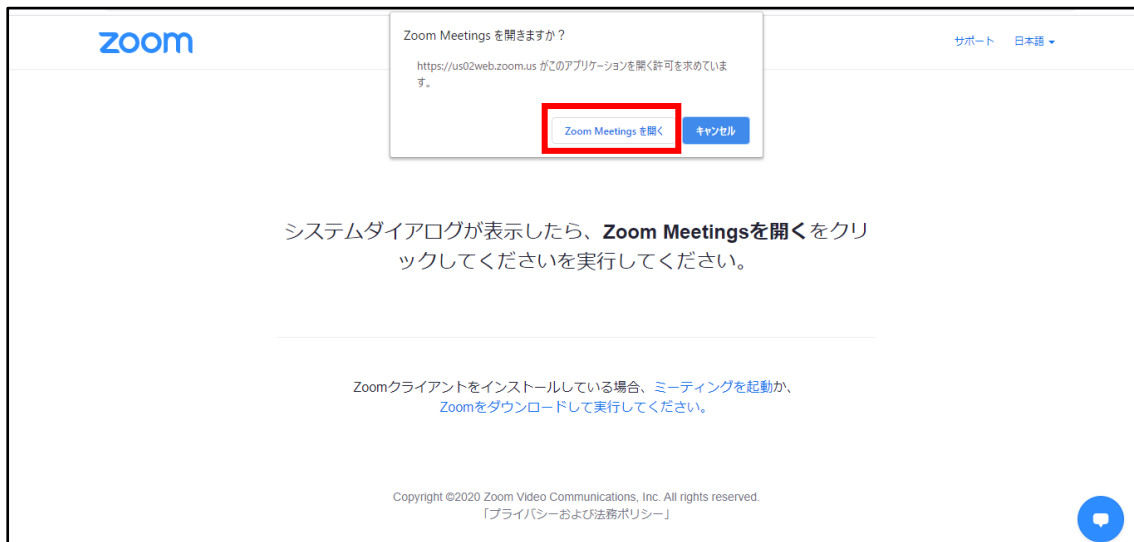 zoom
サポート 日本語
Zoom Meetings を開きますか？
https://us02web.zoom.us がこのアプリケーションを開く許可を求めていま
す。
Zoom Meetings を開く キャンセル
システムダイアログが表示したら、Zoom Meetingsを開くをクリ
ックしてくださいを実行してください。
Zoomクライアントをインストールしている場合、ミーティングを起動か、
Zoomをダウンロードして実行してください。
Copyright ©2020 Zoom Video Communications, Inc. All rights reserved.
「プライバシーおよび法務ポリシー」